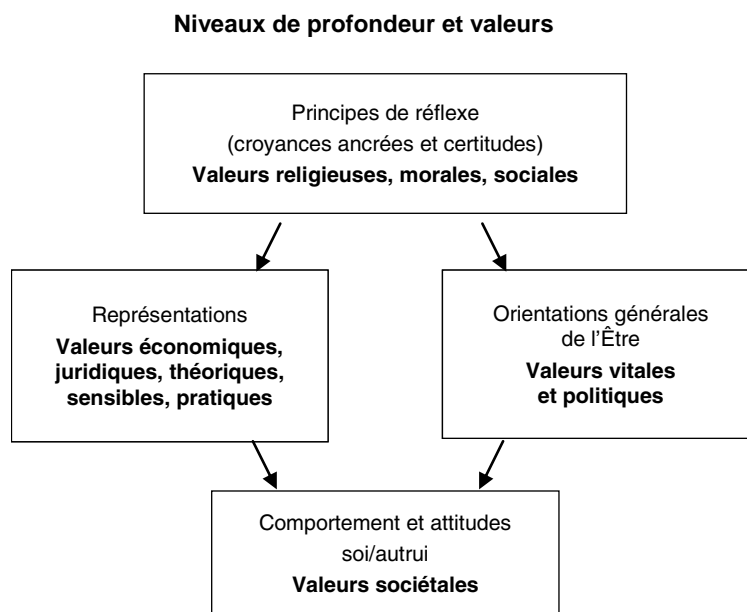 Niveaux de profondeur et valeurs
Principes de réflexe
(croyances ancrées et certitudes)
Valeurs religieuses, morales, sociales
Représentations
Valeurs économiques,
juridiques, théoriques,
sensibles, pratiques
Orientations générales
de l’Être
Valeurs vitales
et politiques
Comportement et attitudes
soi/autrui
Valeurs sociétales